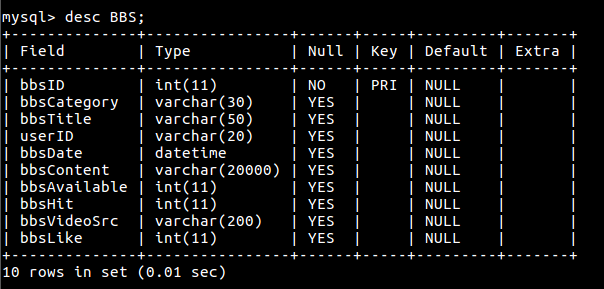 mysql> desc BBS;
+--------------+----------------+------+-----+---------+-------+
| Field        | Type           | Null | Key | Default | Extra |
+--------------+----------------+------+-----+---------+-------+
| bbsID        | int(11)        | NO   | PRI | NULL    |       |
| bbsCategory  | varchar(30)    | YES  |     | NULL    |       |
| bbsTitle     | varchar(50)    | YES  |     | NULL    |       |
| userID       | varchar(20)    | YES  |     | NULL    |       |
| bbsDate      | datetime       | YES  |     | NULL    |       |
| bbsContent   | varchar(20000) | YES  |     | NULL    |       |
| bbsAvailable | int(11)        | YES  |     | NULL    |       |
| bbsHit       | int(11)        | YES  |     | NULL    |       |
| bbsVideoSrc  | varchar(200)   | YES  |     | NULL    |       |
| bbsLike      | int(11)        | YES  |     | NULL    |       |
+--------------+----------------+------+-----+---------+-------+
10 rows in set (0.01 sec)